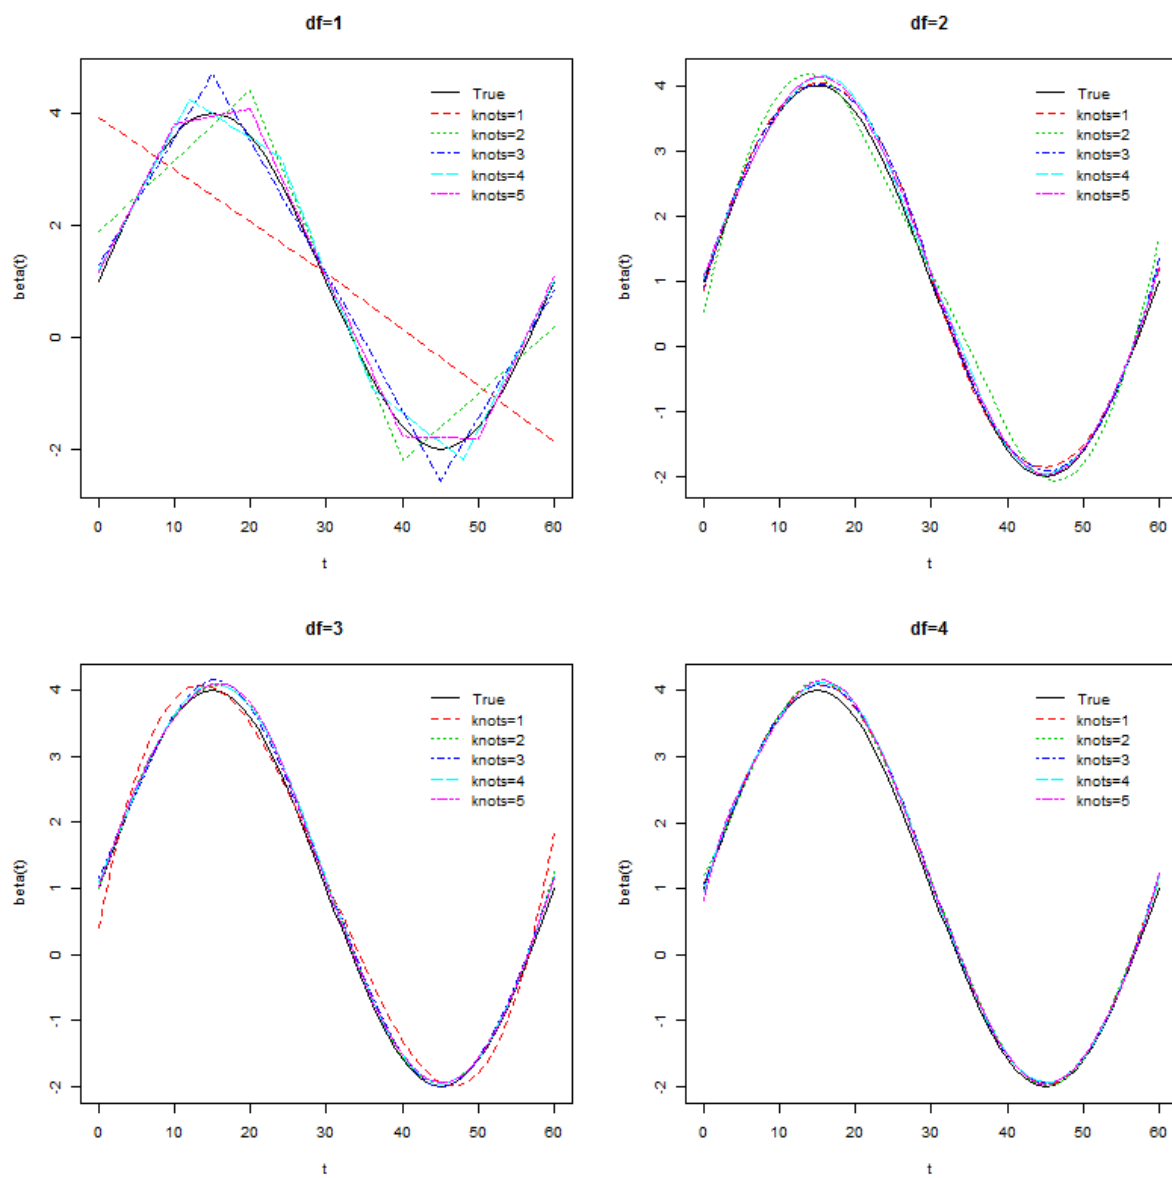 df=1
beta(t)
4
2
0
-2
True
knots=1
knots=2
knots=3
knots=4
knots=5
0 10 20 30 40 50 60
t
df=2
beta(t)
4
3
2
1
0
-1
-2
True
knots=1
knots=2
knots=3
knots=4
knots=5
0 10 20 30 40 50 60
t
df=3
beta(t)
4
3
2
1
0
-1
-2
True
knots=1
knots=2
knots=3
knots=4
knots=5
0 10 20 30 40 50 60
t
df=4
beta(t)
4
3
2
1
0
-1
-2
True
knots=1
knots=2
knots=3
knots=4
knots=5
0 10 20 30 40 50 60
t